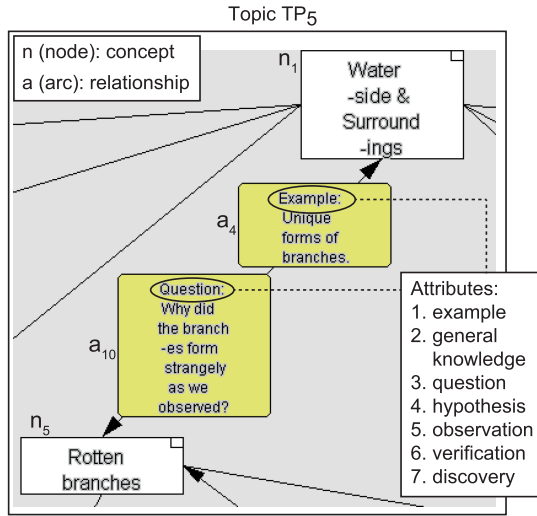 Topic TP5
n (node): concept
a (arc): relationship
n1
Water
-side &
Surround
-ings
a4
Example:
Unique
forms of
branches.
a10
Question:
Why did
the branch
-es form
strangely
as we
observed?
Attributes:
1. example
2. general
knowledge
3. question
4. hypothesis
5. observation
6. verification
7. discovery
n5
Rotten
branches